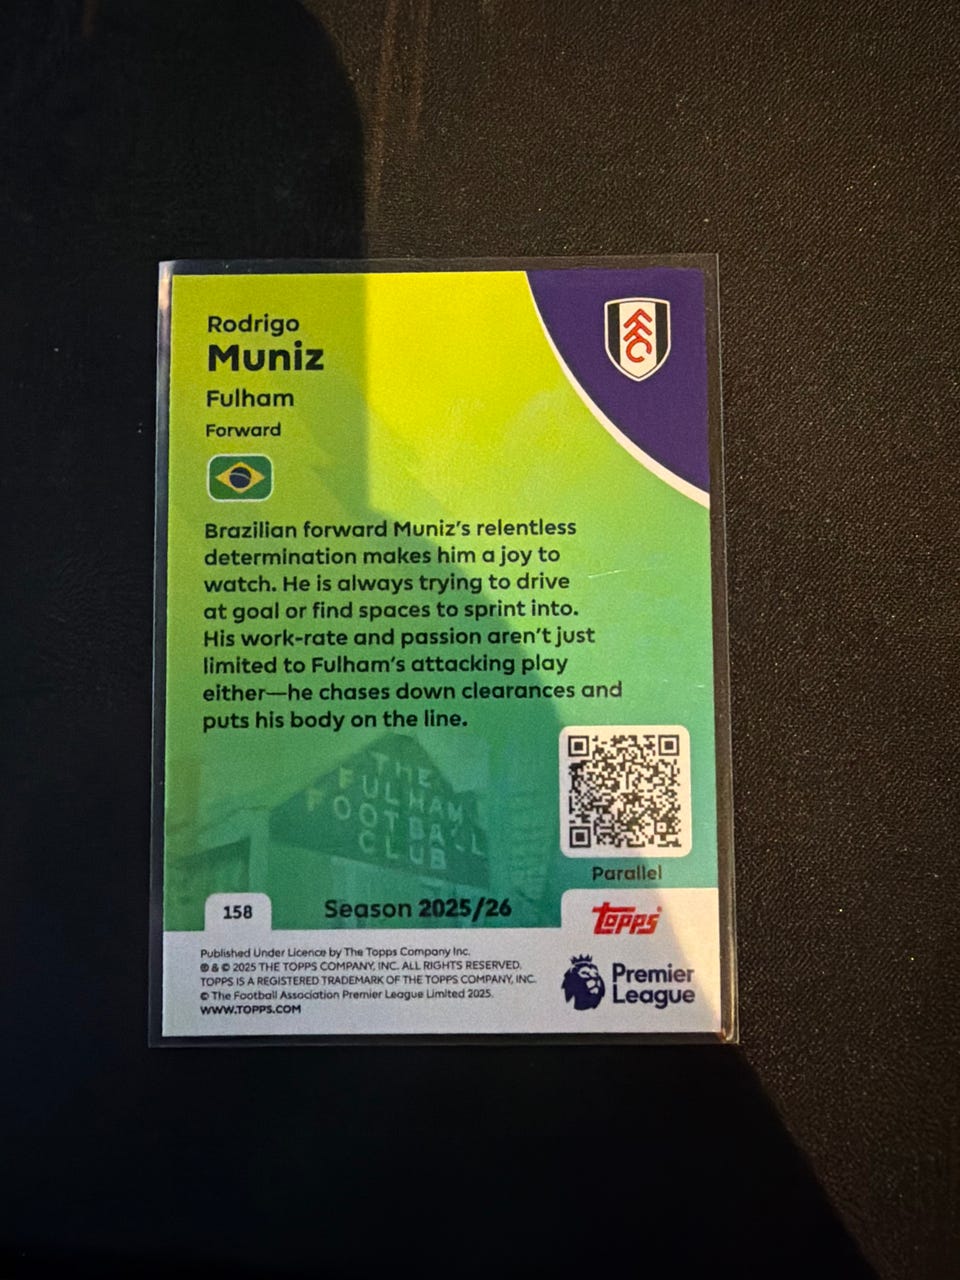 Rodrigo
Muniz
FFC
Fulham
Forward
Brazilian forward Muniz's relentless
determination makes him a joy to
watch. He is always trying to drive
at goal or find spaces to sprint into.
His work-rate and passion aren't just
limited to Fulham's attacking play
either—he chases down clearances and
puts his body on the line.
THE
FULHAM
FOOTBALL
CLUB
Parallel
158
Season 2025/26
Topps
Published Under Licence by The Topps Company Inc.
® & © 2025 THE TOPPS COMPANY, INC. ALL RIGHTS RESERVED.
TOPPS IS A REGISTERED TRADEMARK OF THE TOPPS COMPANY, INC.
© The Football Association Premier League Limited 2025.
WWW.TOPPS.COM
Premier
League